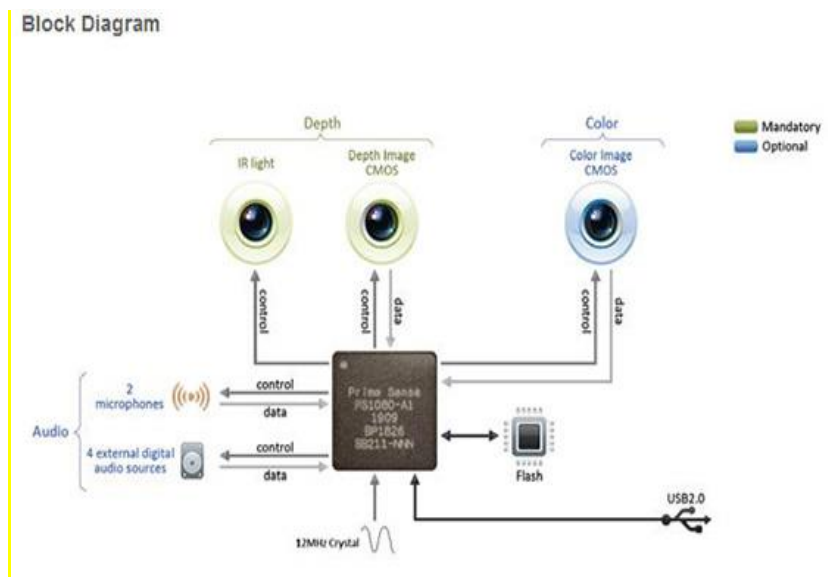 Block Diagram
Depth
Color
Mandatory
Optional
IR light
Depth Image
CMOS
Color Image
CMOS
control
control
data
control
data
Prime Sense
PS1080-A1
1909
BP1826
SB211-NNN
2
microphones
control
data
Audio
4 external digital
audio sources
control
data
Flash
USB2.0
12MHz Crystal